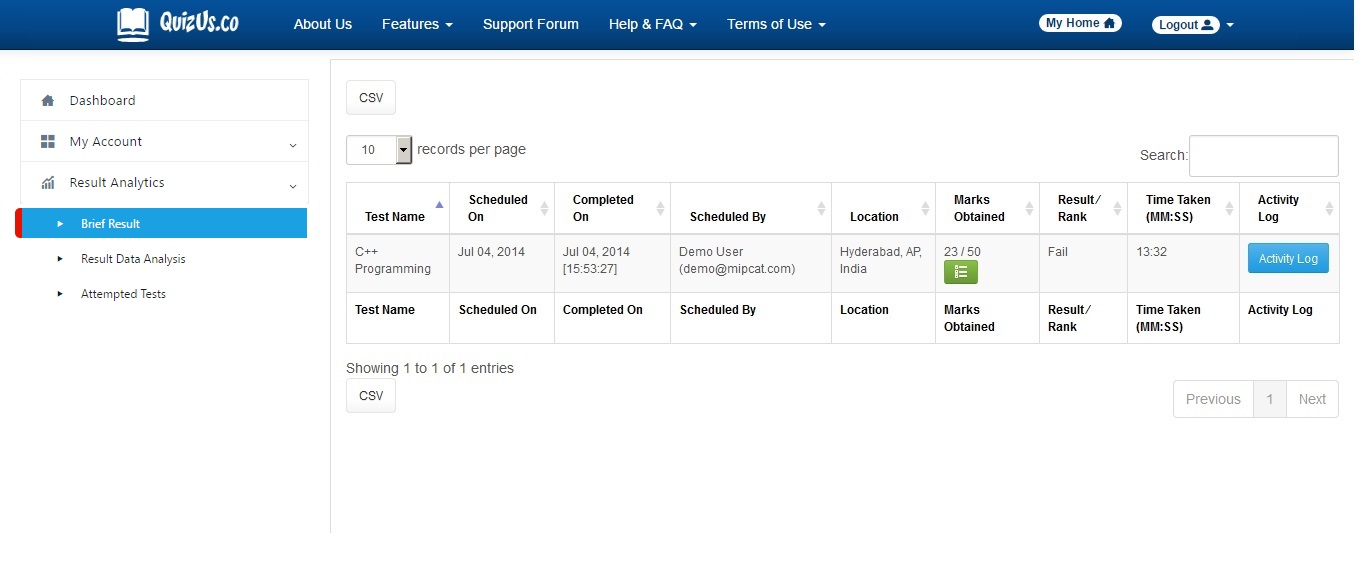 QuizUs.co
About Us Features Support Forum Help & FAQ Terms of Use My Home Logout
Dashboard
My Account
Result Analytics
Brief Result
Result Data Analysis
Attempted Tests
CSV
10 records per page
Search:
Test Name Scheduled On Completed On Scheduled By Location Marks Obtained Result/ Rank Time Taken (MM:SS) Activity Log
C++ Programming Jul 04, 2014 Jul 04, 2014 [15:53:27] Demo User (demo@mipcat.com) Hyderabad, AP, India 23 / 50 Fail 13:32 Activity Log
Test Name Scheduled On Completed On Scheduled By Location Marks Obtained Result/ Rank Time Taken (MM:SS) Activity Log
Showing 1 to 1 of 1 entries
CSV
Previous 1 Next